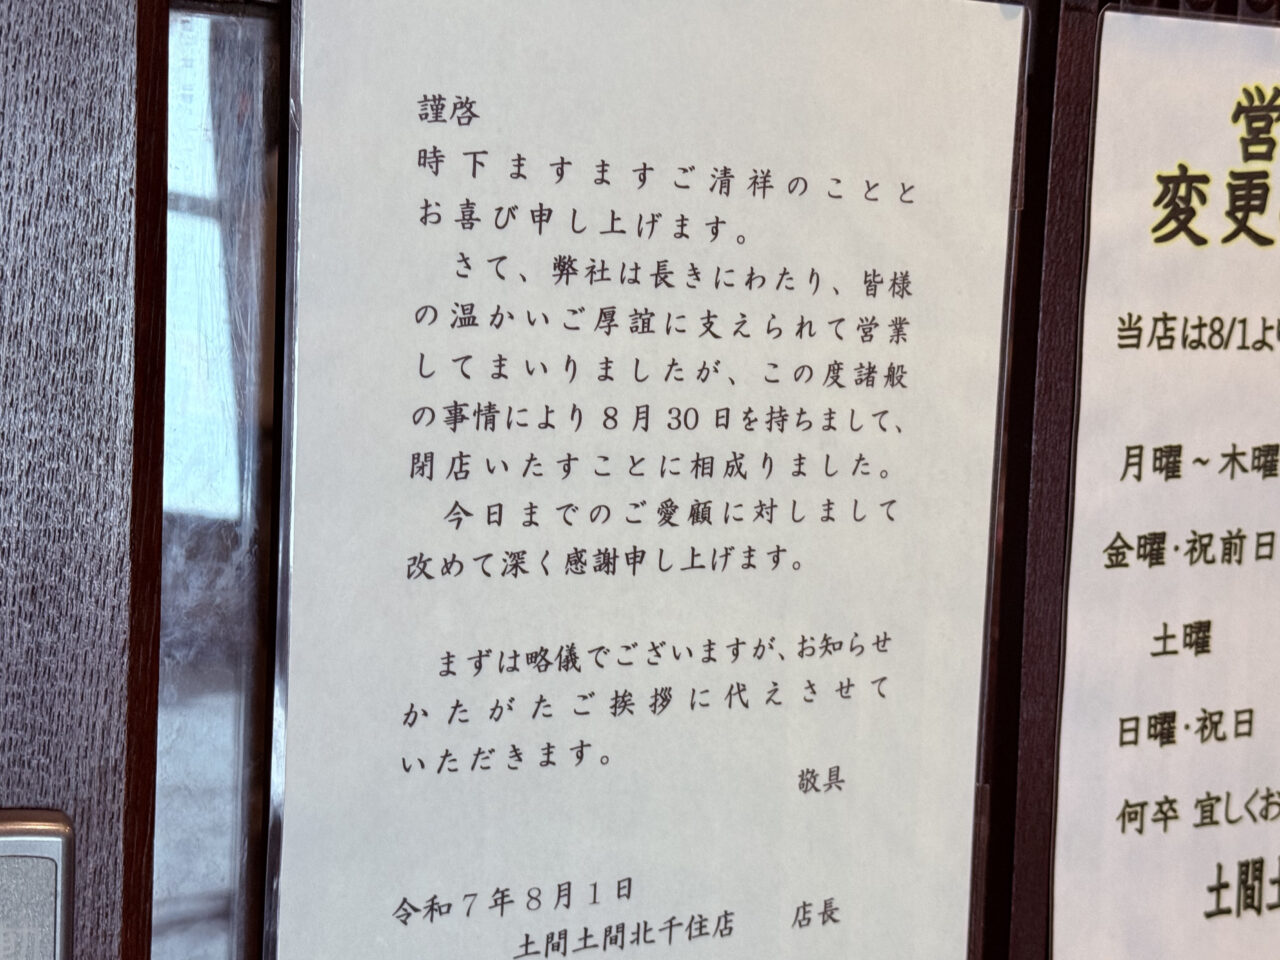 謹啓
時下ますますご清祥のことと
お喜び申し上げます。
さて、弊社は長きにわたり、皆様
の温かいご厚誼に支えられて営業
してまいりましたが、この度諸般
の事情により8月30日を持ちまして、
閉店いたすことに相成りました。
今日までのご愛顧に対しまして
改めて深く感謝申し上げます。
まずは略儀でございますが、お知らせ
かたがたご挨拶に代えさせて
いただきます。
敬具
令和7年8月1日
土間土間北千住店 店長
営
変更
当店は8/1より
月曜~木曜
金曜・祝前日
土曜
日曜・祝日
何卒 宜しくお
土間土